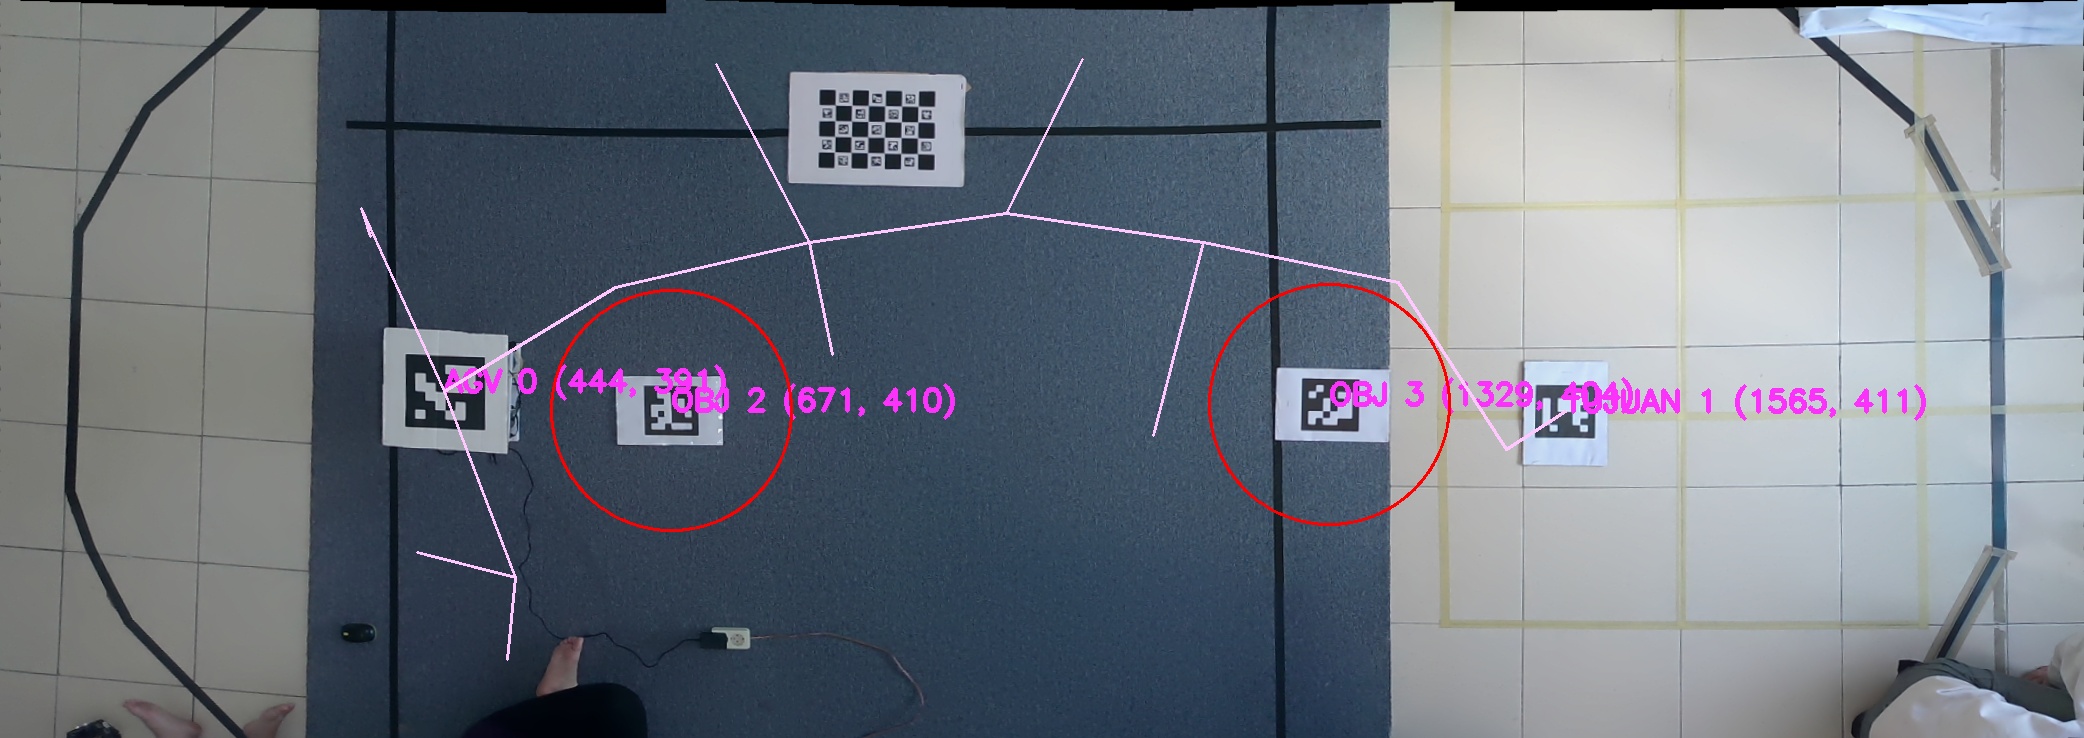 AGV 0 (444, 391)
OBJ 2 (671, 410)
OBJ 3 (1329, 404)
TUJUAN 1 (1565, 411)